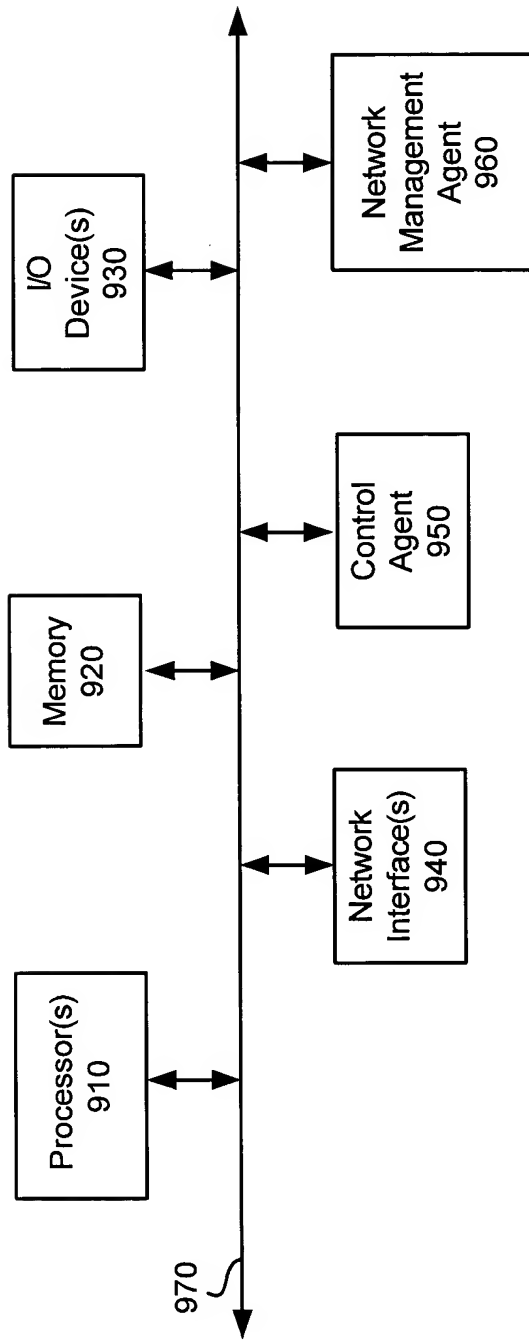 Processor(s)
910
Memory
920
I/O
Device(s)
930
970
Network
Interface(s)
940
Control
Agent
950
Network
Management
Agent
960